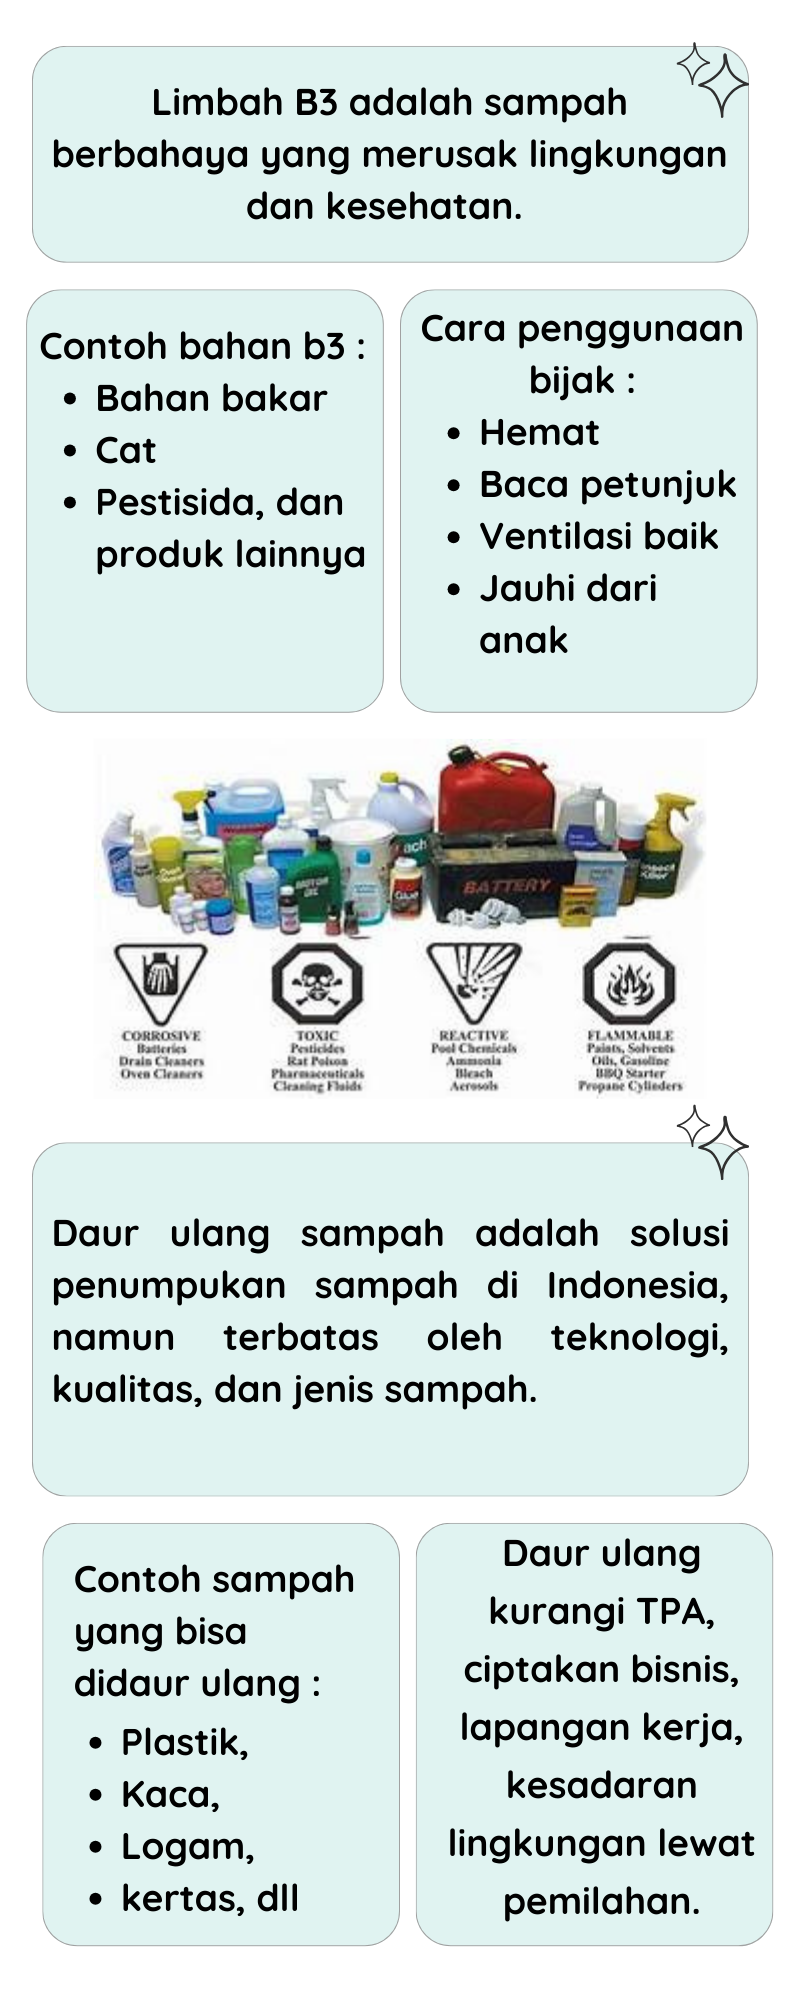 Limbah B3 adalah sampah
berbahaya yang merusak lingkungan
dan kesehatan.
Contoh bahan b3 :
• Bahan bakar
• Cat
• Pestisida, dan
produk lainnya
Cara penggunaan
bijak :
• Hemat
• Baca petunjuk
• Ventilasi baik
• Jauhi dari
anak
MOTOR
OIL
Glue
BATTERY
Insect
Killer
CORROSIVE
Batteries
Drain Cleaners
Oven Cleaners
TOXIC
Pesticides
Rat Poison
Pharmaceuticals
Cleaning Fluids
REACTIVE
Pool Chemicals
Ammonia
Bleach
Aerosols
FLAMMABLE
Paints, Solvents
Oils, Gasoline
BBQ Starter
Propane Cylinders
Daur ulang sampah adalah solusi
penumpukan sampah di Indonesia,
namun terbatas oleh teknologi,
kualitas, dan jenis sampah.
Contoh sampah
yang bisa
didaur ulang :
• Plastik,
• Kaca,
• Logam,
• kertas, dll
Daur ulang
kurangi TPA,
ciptakan bisnis,
lapangan kerja,
kesadaran
lingkungan lewat
pemilahan.